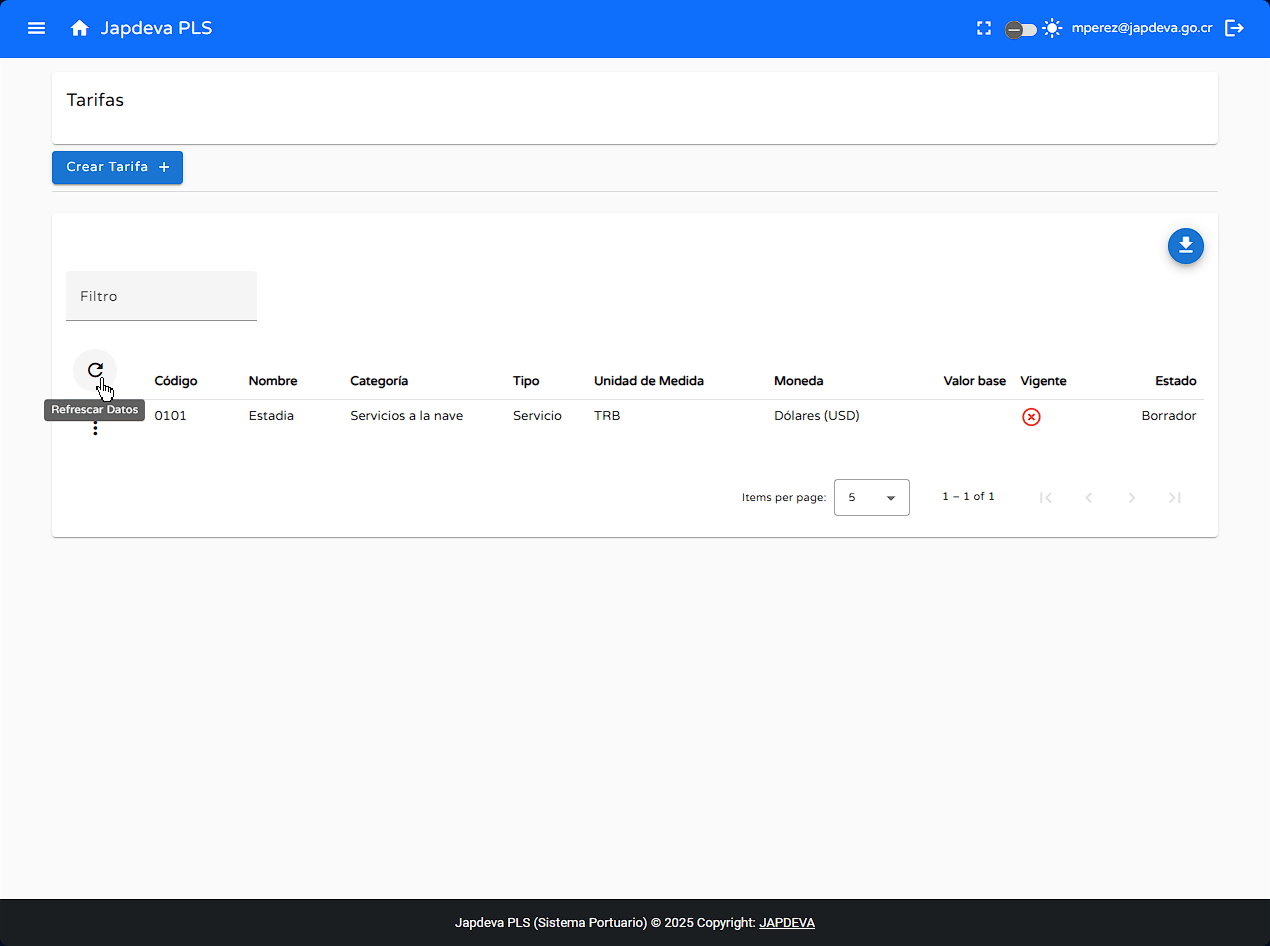 Japdeva PLS
mperez@japdeva.go.cr
Tarifas
Crear Tarifa +
Filtro
Código Nombre Categoría Tipo Unidad de Medida Moneda Valor base Vigente Estado
Refrescar Datos
0101 Estadia Servicios a la nave Servicio TRB Dólares (USD) Borrador
Items per page: 5 1 – 1 of 1
Japdeva PLS (Sistema Portuario) © 2025 Copyright: JAPDEVA